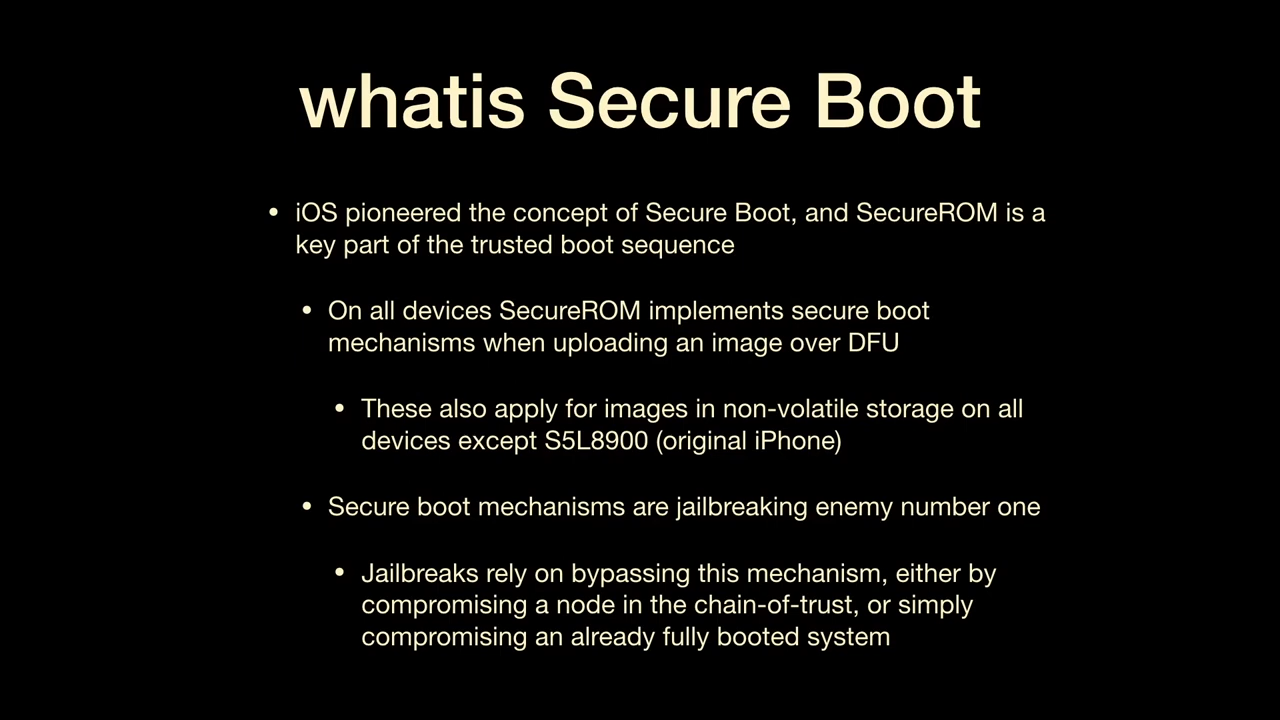 whatis Secure Boot
• iOS pioneered the concept of Secure Boot, and SecureROM is a
key part of the trusted boot sequence
• On all devices SecureROM implements secure boot
mechanisms when uploading an image over DFU
• These also apply for images in non-volatile storage on all
devices except S5L8900 (original iPhone)
• Secure boot mechanisms are jailbreaking enemy number one
• Jailbreaks rely on bypassing this mechanism, either by
compromising a node in the chain-of-trust, or simply
compromising an already fully booted system